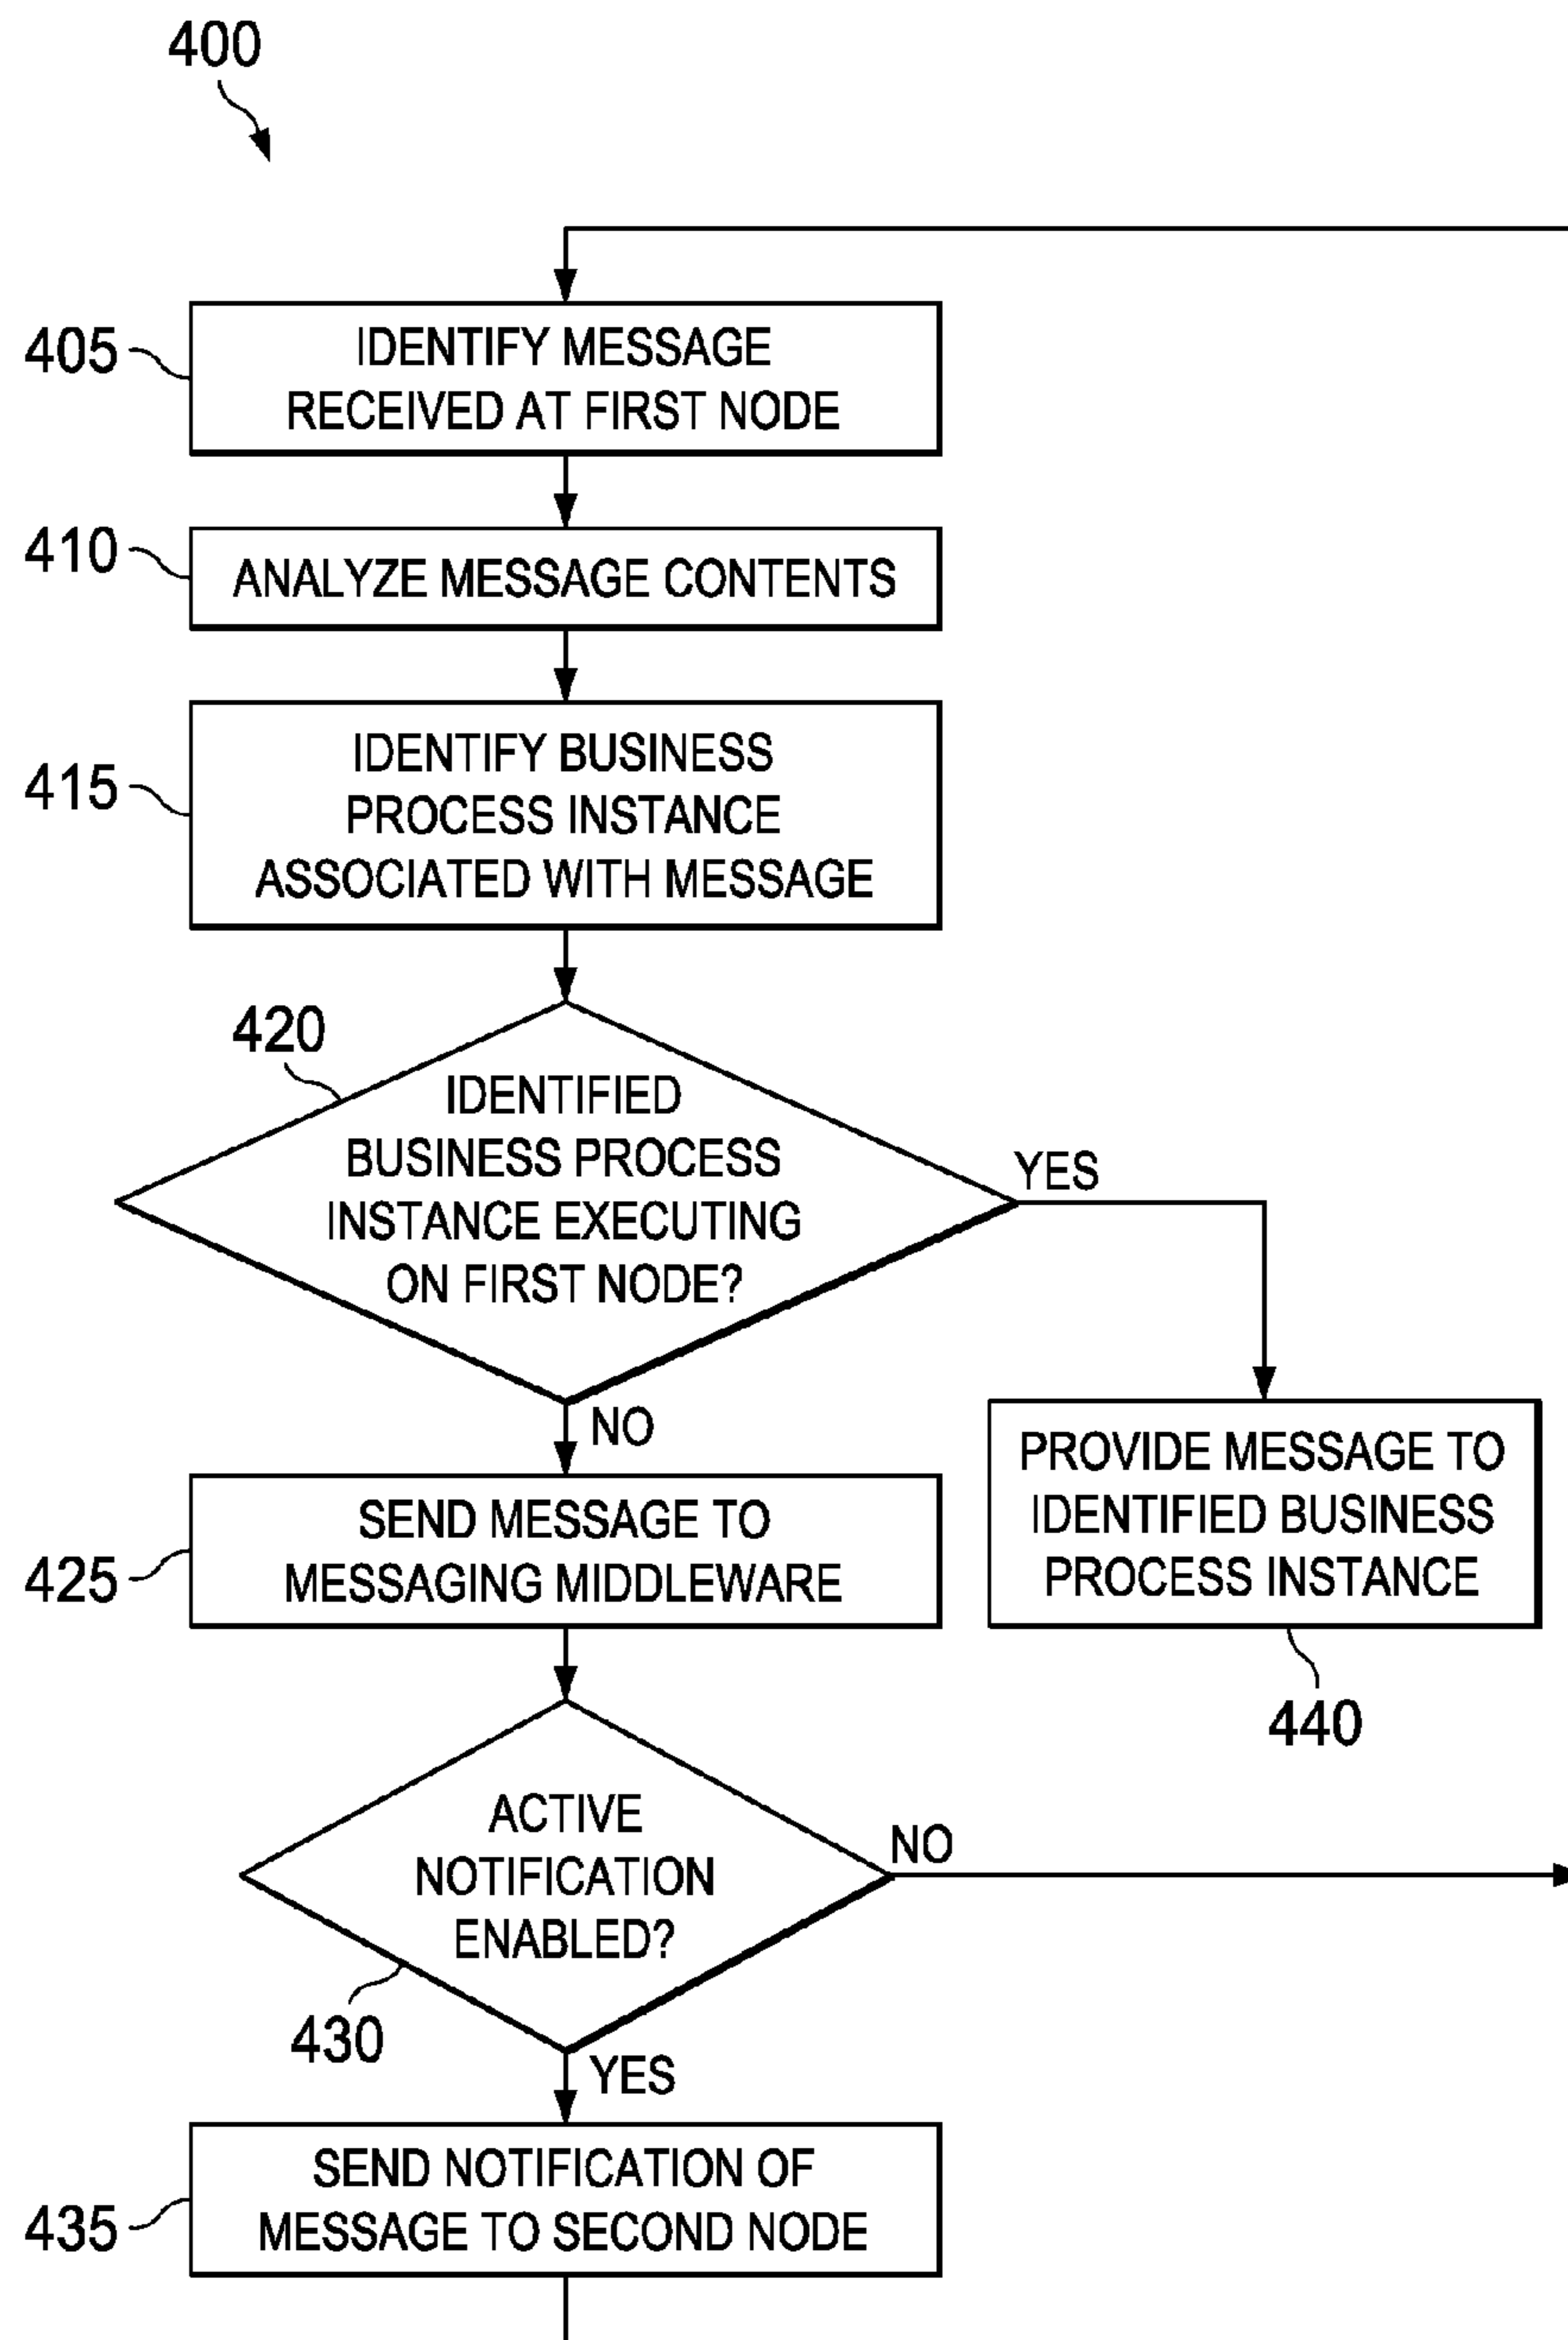 400
405
IDENTIFY MESSAGE
RECEIVED AT FIRST NODE
410
ANALYZE MESSAGE CONTENTS
415
IDENTIFY BUSINESS
PROCESS INSTANCE
ASSOCIATED WITH MESSAGE
420
IDENTIFIED
BUSINESS PROCESS
INSTANCE EXECUTING
ON FIRST NODE?
YES
NO
425
SEND MESSAGE TO
MESSAGING MIDDLEWARE
PROVIDE MESSAGE TO
IDENTIFIED BUSINESS
PROCESS INSTANCE
440
ACTIVE
NOTIFICATION
ENABLED?
NO
430
YES
435
SEND NOTIFICATION OF
MESSAGE TO SECOND NODE